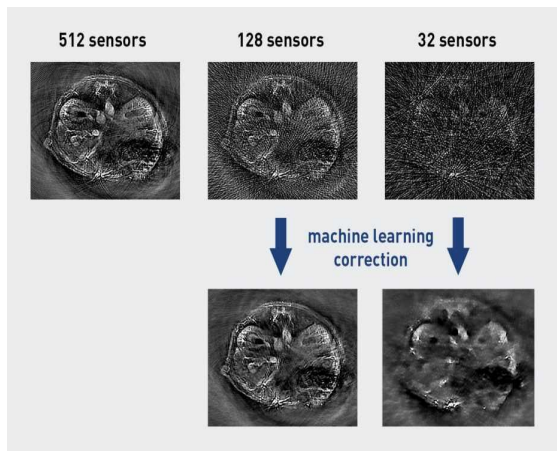 512 sensors
128 sensors
32 sensors
machine learning
correction